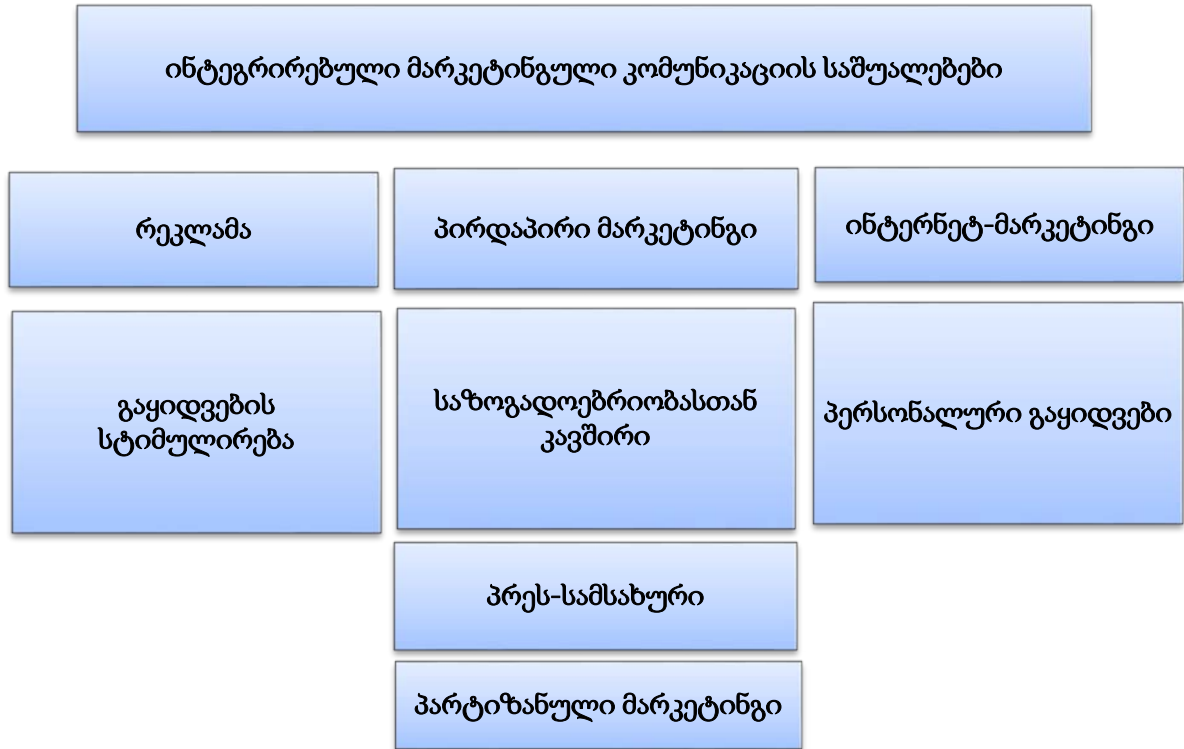 ინტეგრირებული მარკეტინგული კომუნიკაციის საშუალებები
რეკლამა
პირდაპირი მარკეტინგი
ინტერნეტ-მარკეტინგი
გაყიდვების
სტიმულირება
საზოგადოებრიობასთან
კავშირი
პერსონალური გაყიდვები
პრეს-სამსახური
პარტიზანული მარკეტინგი